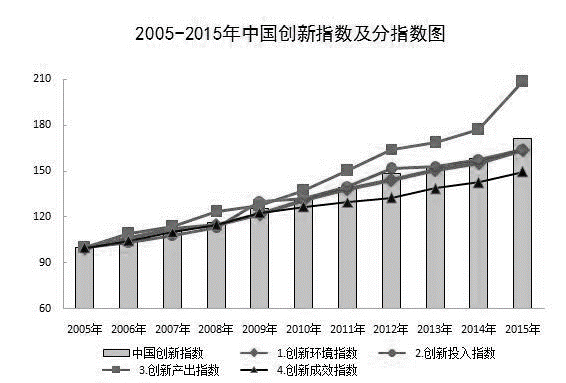 2005-2015年中国创新指数及分指数图
210
180
150
120
90
60
2005年 2006年 2007年 2008年 2009年 2010年 2011年 2012年 2013年 2014年 2015年
中国创新指数 1.创新环境指数 2.创新投入指数
3.创新产出指数 4.创新成效指数